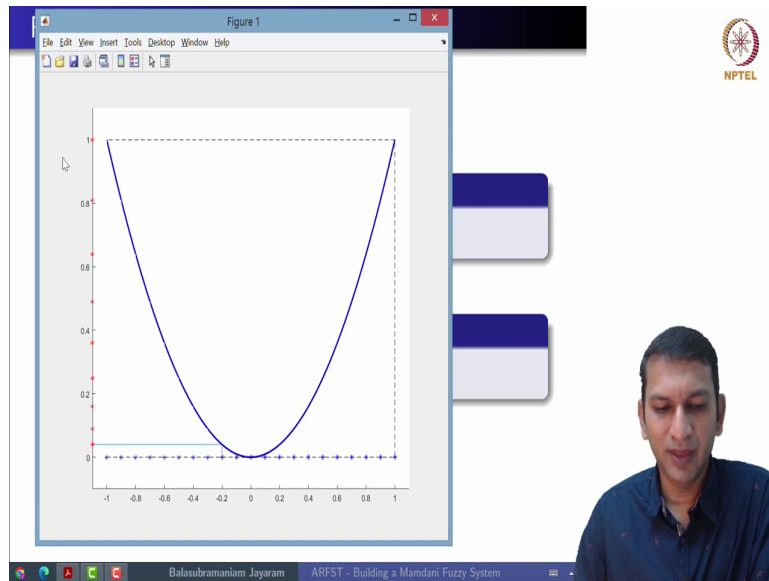 Figure 1
File Edit View Insert Tools Desktop Window Help
NPTEL
1
0.8
0.6
0.4
0.2
0
-1 -0.8 -0.6 -0.4 -0.2 0 0.2 0.4 0.6 0.8 1
Balasubramaniam Jayaram ARFST - Building a Mamdani Fuzzy System